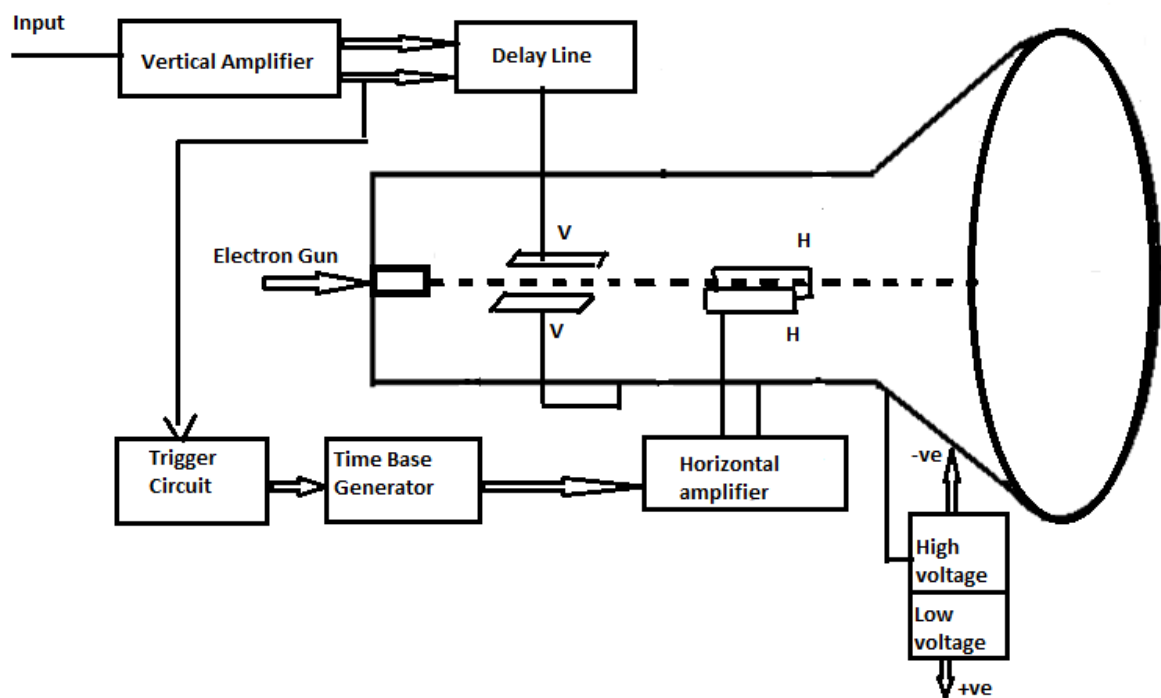 Input
Vertical Amplifier
Delay Line
V
H
Electron Gun
V
H
Trigger
Circuit
Time Base
Generator
Horizontal
amplifier
-ve
High
voltage
Low
voltage
+ve